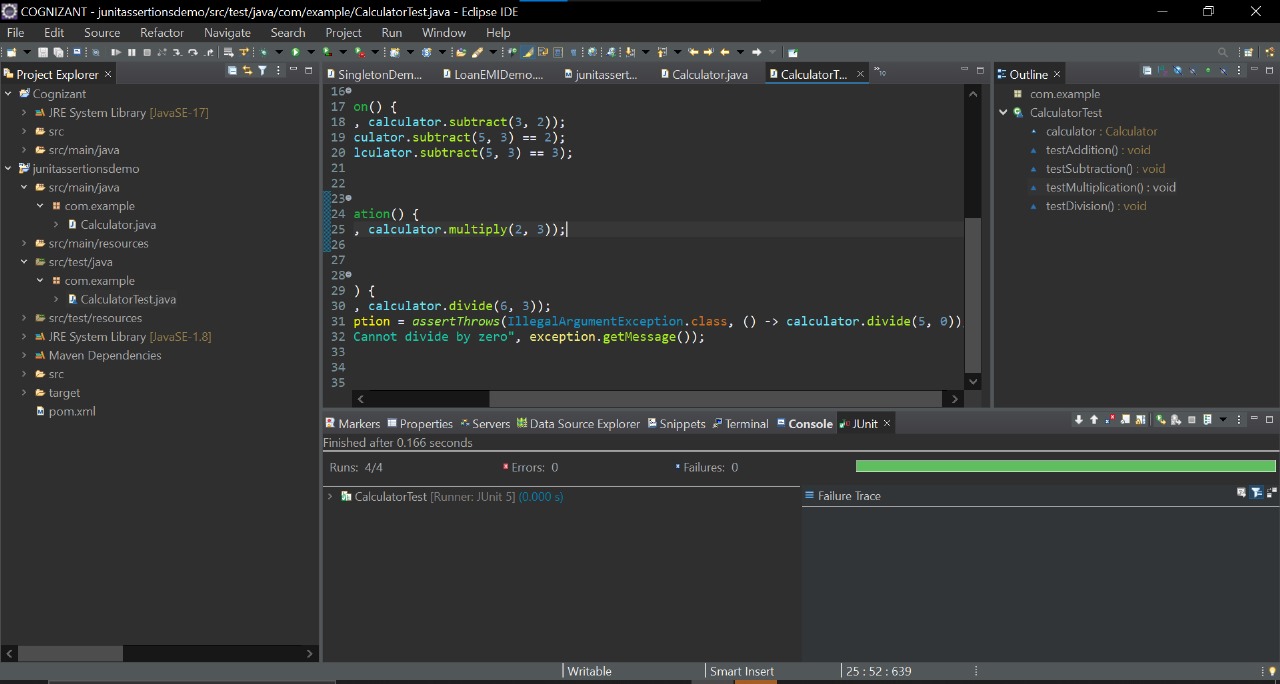 COGNIZANT - junitassertionsdemo/src/test/java/com/example/CalculatorTest.java - Eclipse IDE
File Edit Source Refactor Navigate Search Project Run Window Help
Project Explorer
Cognizant
JRE System Library [JavaSE-17]
src
src/main/java
junitassertionsdemo
src/main/java
com.example
Calculator.java
src/main/resources
src/test/java
com.example
CalculatorTest.java
src/test/resources
JRE System Library [JavaSE-1.8]
Maven Dependencies
src
target
pom.xml
SingletonDem... LoanEMIDemo.... junitassert... Calculator.java CalculatorT...
16
17 on() {
18 , calculator.subtract(3, 2));
19 culator.subtract(5, 3) == 2);
20 lculator.subtract(5, 3) == 3);
21
22
23
24 ation() {
25 , calculator.multiply(2, 3));
26
27
28
29 ) {
30 , calculator.divide(6, 3));
31 ption = assertThrows(IllegalArgumentException.class, () -> calculator.divide(5, 0))
32 Cannot divide by zero", exception.getMessage());
33
34
35
Outline
com.example
CalculatorTest
calculator : Calculator
testAddition() : void
testSubtraction() : void
testMultiplication() : void
testDivision() : void
Markers Properties Servers Data Source Explorer Snippets Terminal Console JUnit
Finished after 0.166 seconds
Runs: 4/4 Errors: 0 Failures: 0
CalculatorTest [Runner: JUnit 5] (0.000 s)
Failure Trace
Writable Smart Insert 25 : 52 : 639